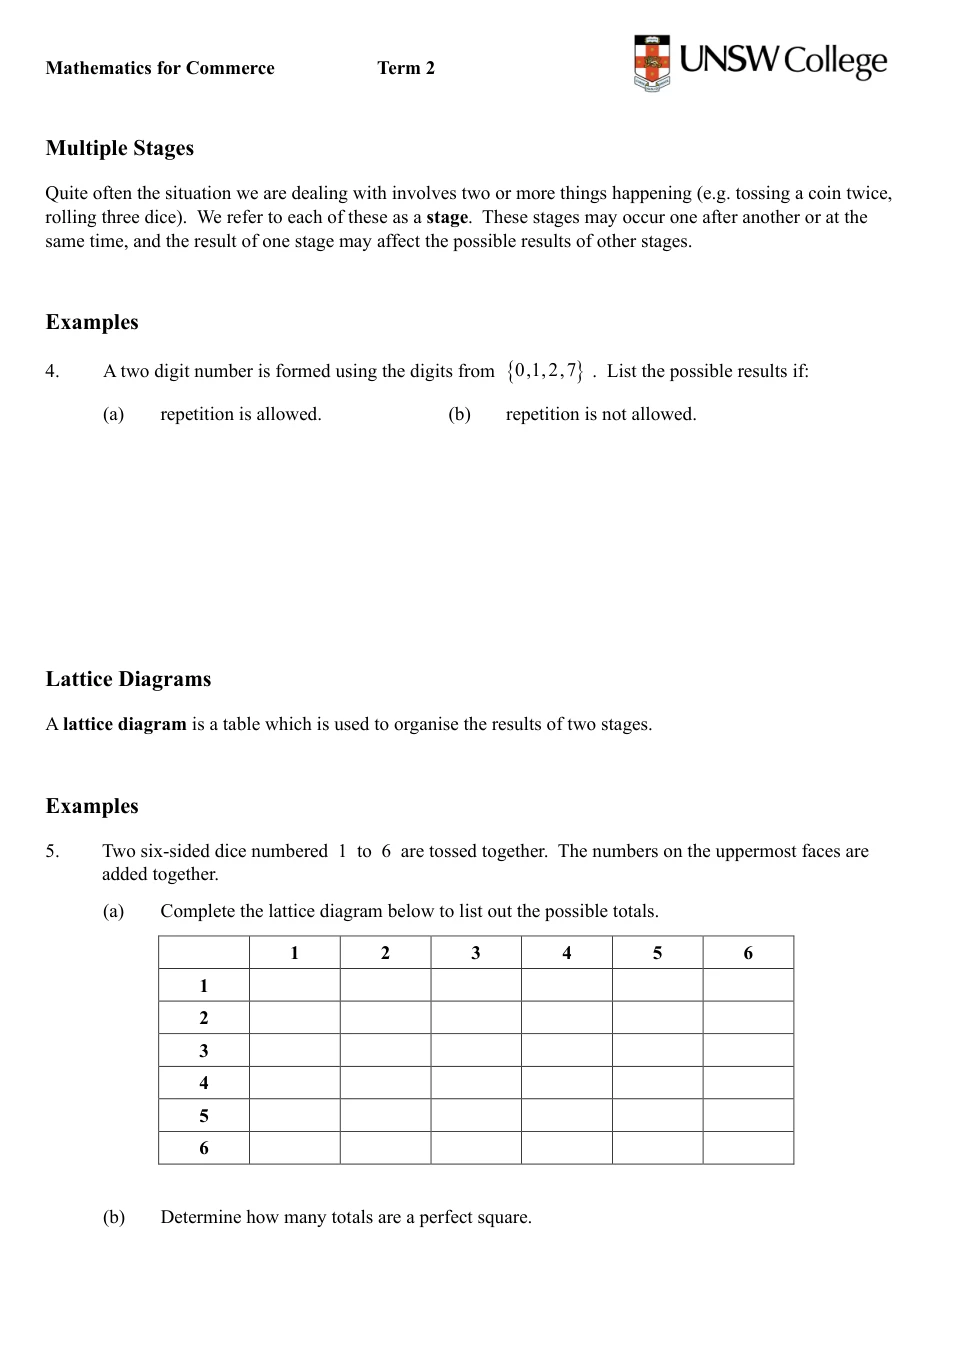 Mathematics for Commerce Term 2
UNSW College
Multiple Stages
Quite often the situation we are dealing with involves two or more things happening (e.g. tossing a coin twice,
rolling three dice). We refer to each of these as a stage. These stages may occur one after another or at the
same time, and the result of one stage may affect the possible results of other stages.
Examples
4. A two digit number is formed using the digits from {0,1,2,7} . List the possible results if:
(a) repetition is allowed. (b) repetition is not allowed.
Lattice Diagrams
A lattice diagram is a table which is used to organise the results of two stages.
Examples
5. Two six-sided dice numbered 1 to 6 are tossed together. The numbers on the uppermost faces are
added together.
(a) Complete the lattice diagram below to list out the possible totals.
1 2 3 4 5 6
1
2
3
4
5
6
(b) Determine how many totals are a perfect square.